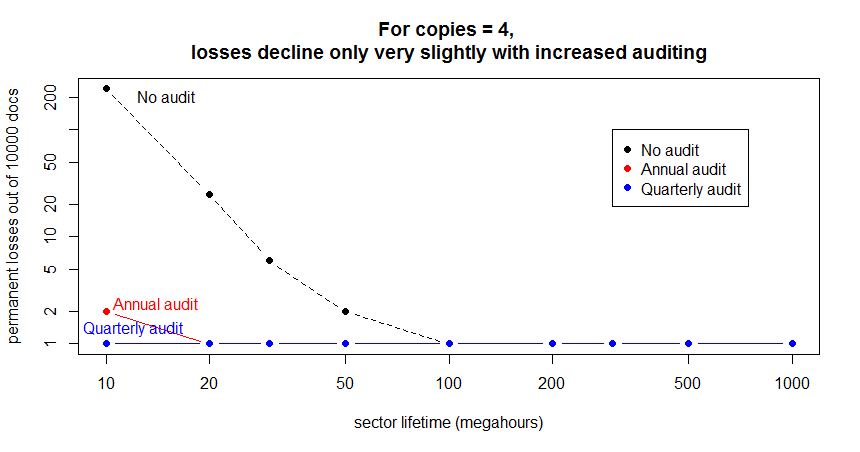 For copies = 4,
losses decline only very slightly with increased auditing
permanent losses out of 10000 docs
200
50
20
10
5
2
1
No audit
Annual audit
Quarterly audit
No audit
Annual audit
Quarterly audit
10
20
50
100
200
500
1000
sector lifetime (megahours)